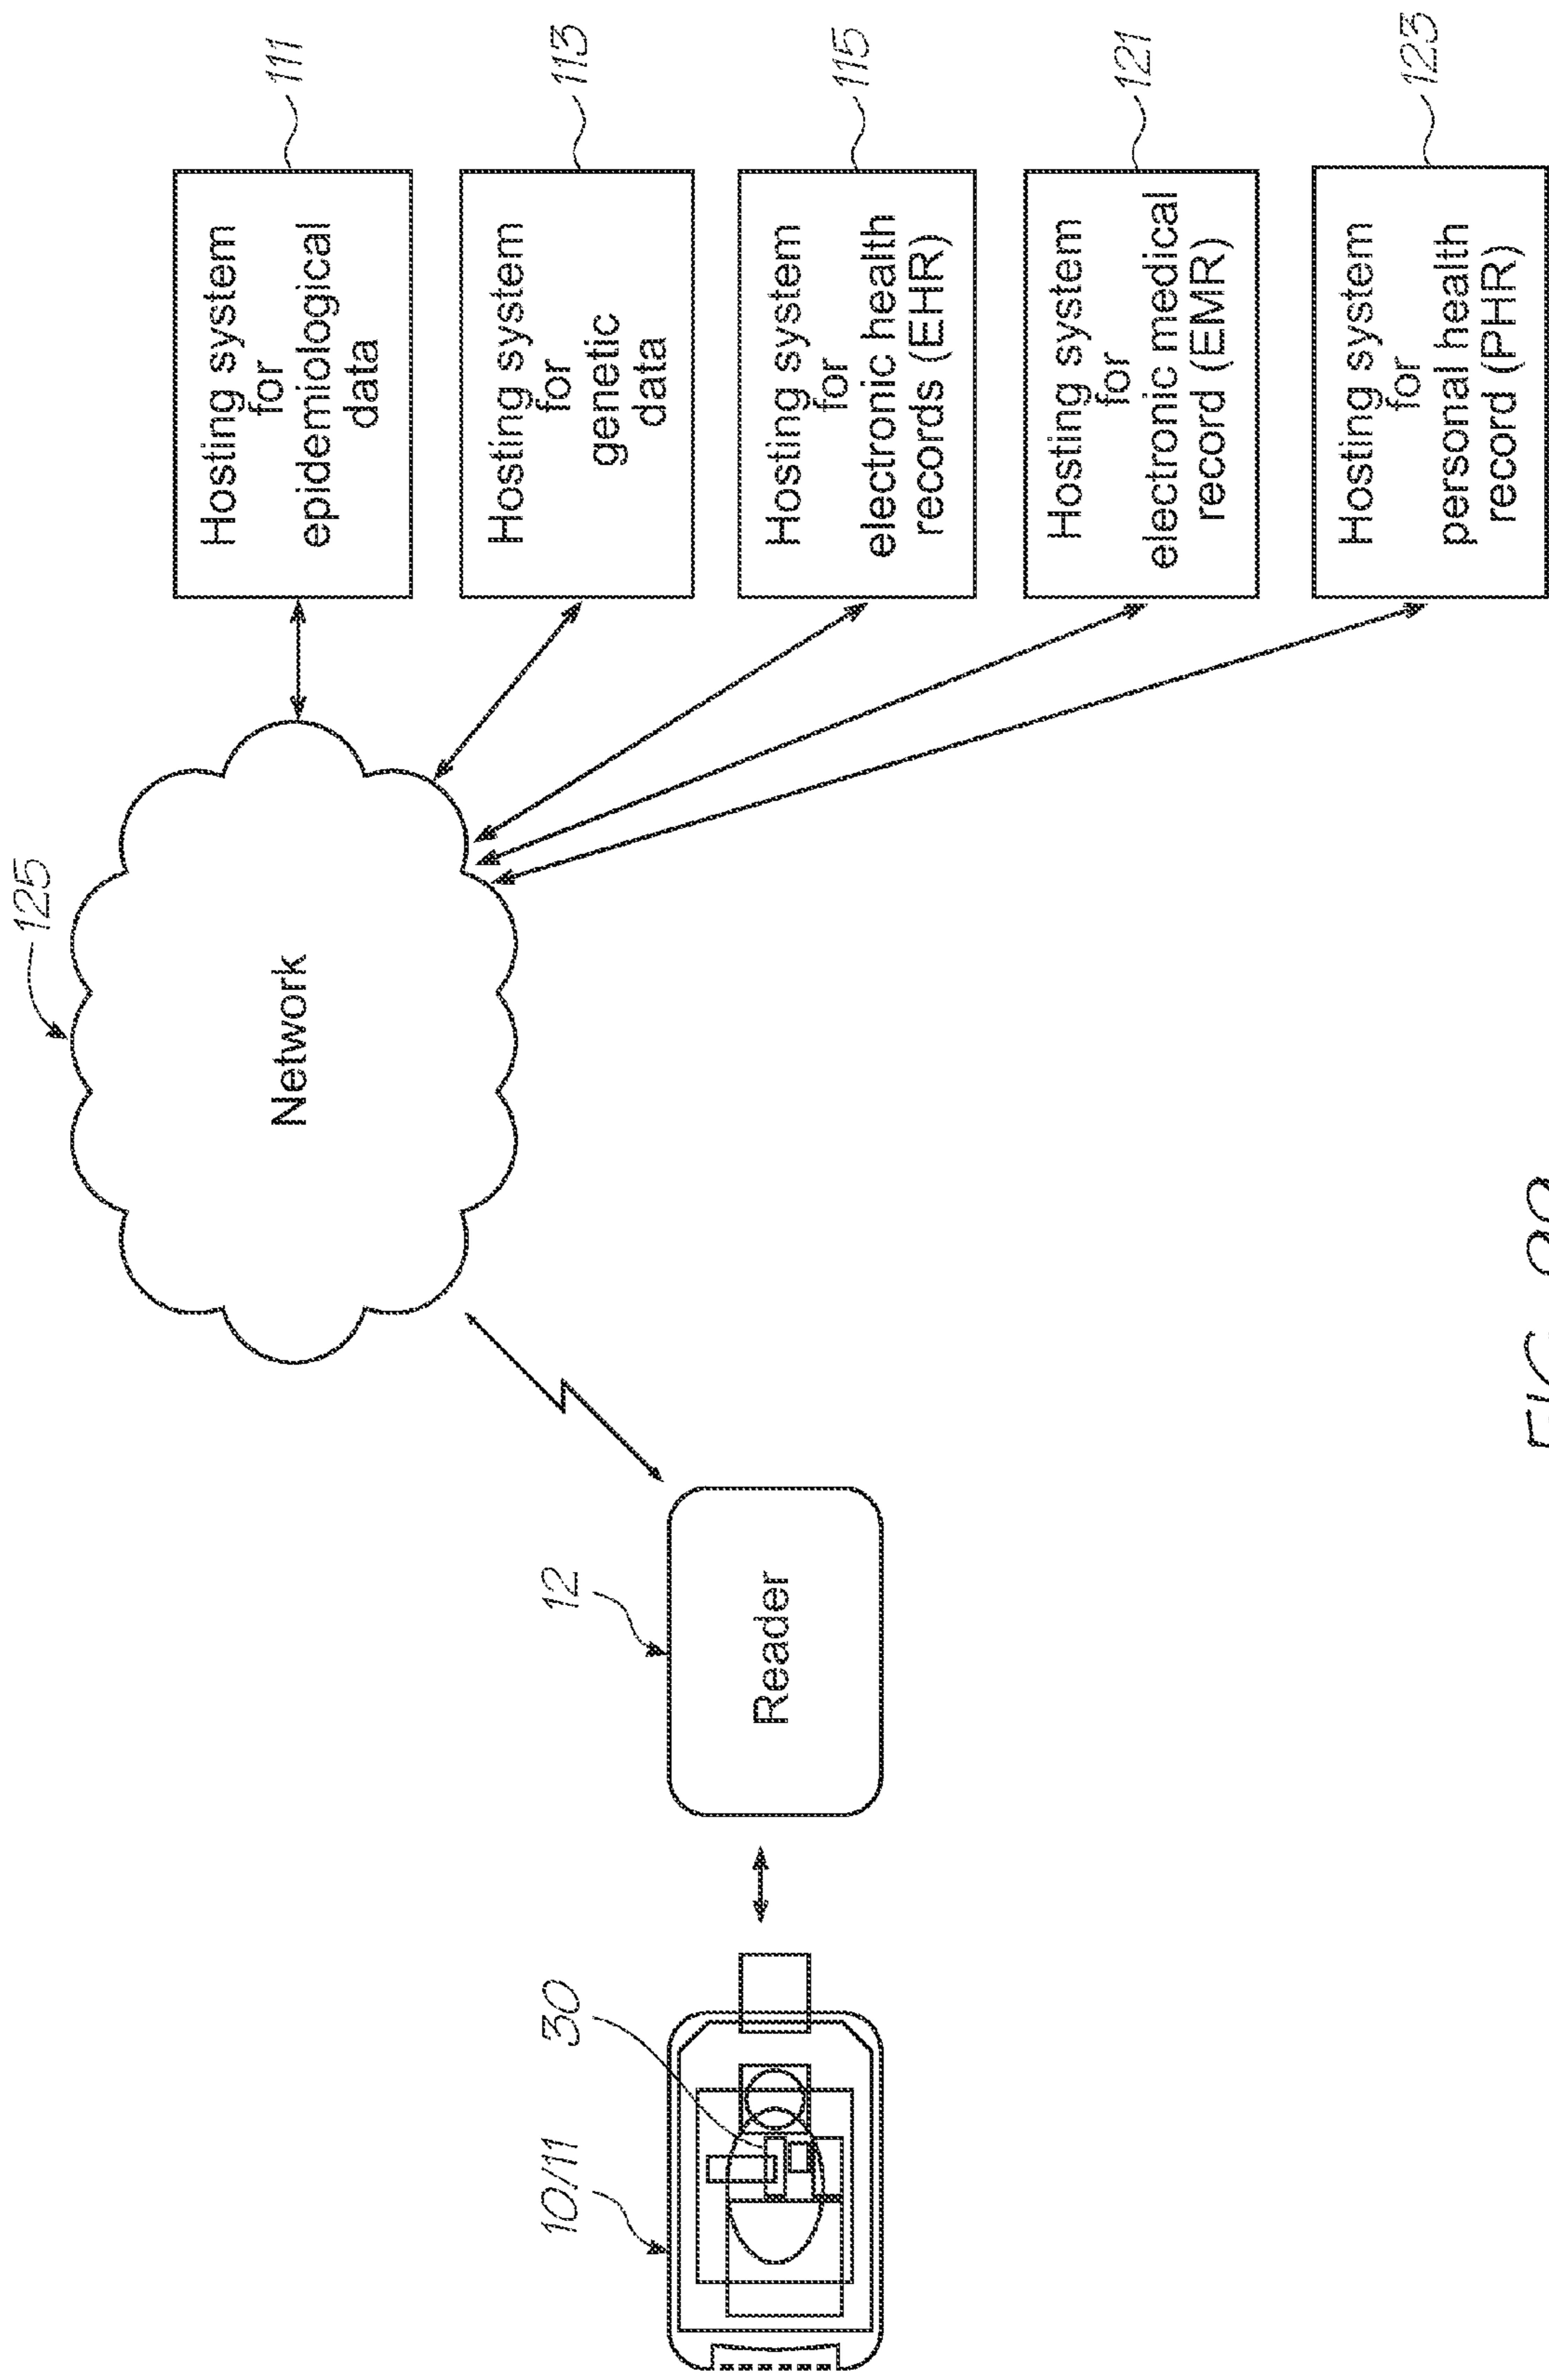 125
Network
Hosting system
for
epidemiological
data
111
Hosting system
for
genetic
data
113
Hosting system
for
electronic health
records (EHR)
115
Hosting system
for
electronic medical
record (EMR)
121
Hosting system
for
personal health
record (PHR)
123
10/11
30
12
Reader
FIG.